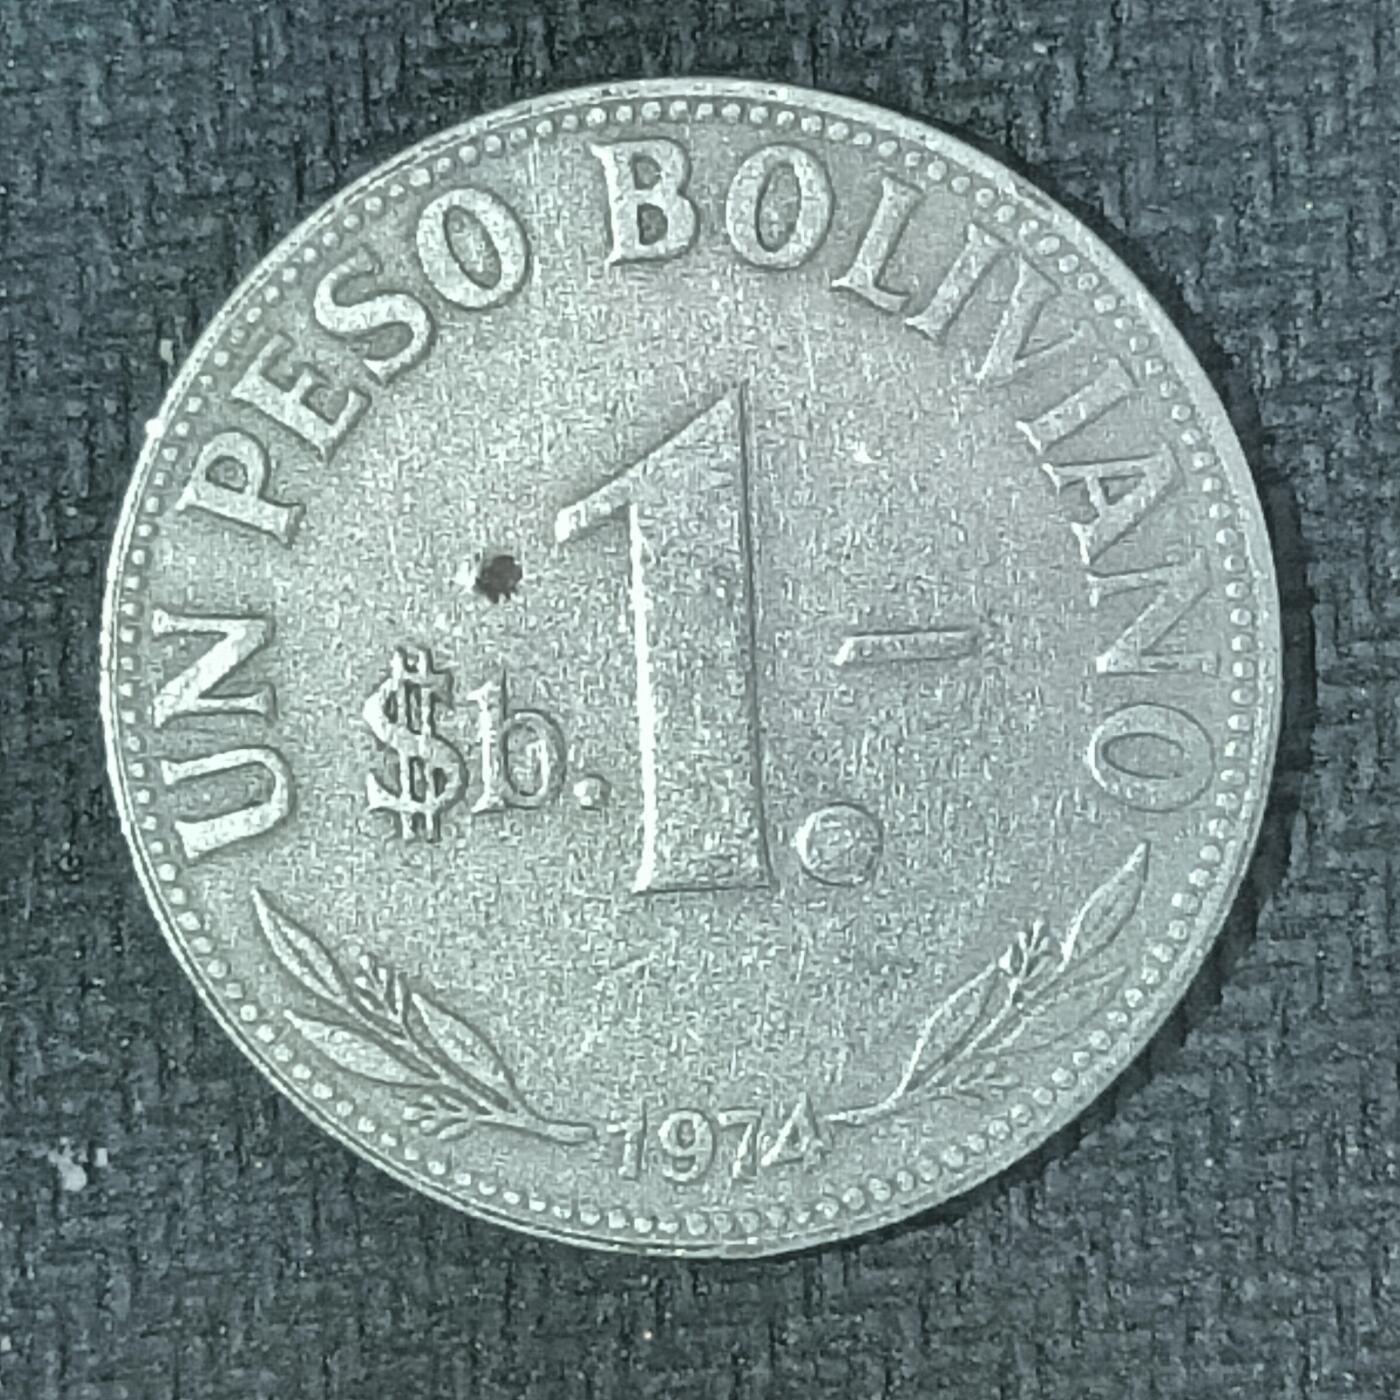 UN PESO BOLIVIANO
$b. 1.-
1974